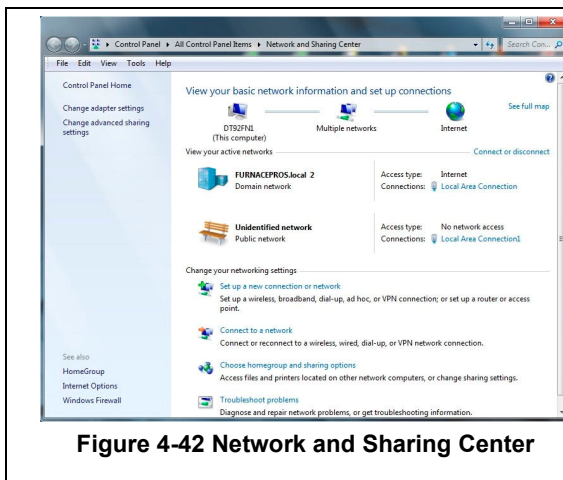 Control Panel ▸ All Control Panel Items ▸ Network and Sharing Center
Search Con...
File Edit View Tools Help
Control Panel Home
Change adapter settings
Change advanced sharing
settings
View your basic network information and set up connections
See full map
DT92FN1
(This computer)
Multiple networks
Internet
View your active networks
Connect or disconnect
FURNACEPROS.local 2
Domain network
Access type: Internet
Connections: Local Area Connection
Unidentified network
Public network
Access type: No network access
Connections: Local Area Connection1
Change your networking settings
Set up a new connection or network
Set up a wireless, broadband, dial-up, ad hoc, or VPN connection; or set up a router or access
point.
Connect to a network
Connect or reconnect to a wireless, wired, dial-up, or VPN network connection.
Choose homegroup and sharing options
Access files and printers located on other network computers, or change sharing settings.
Troubleshoot problems
Diagnose and repair network problems, or get troubleshooting information.
See also
HomeGroup
Internet Options
Windows Firewall
Figure 4-42 Network and Sharing Center